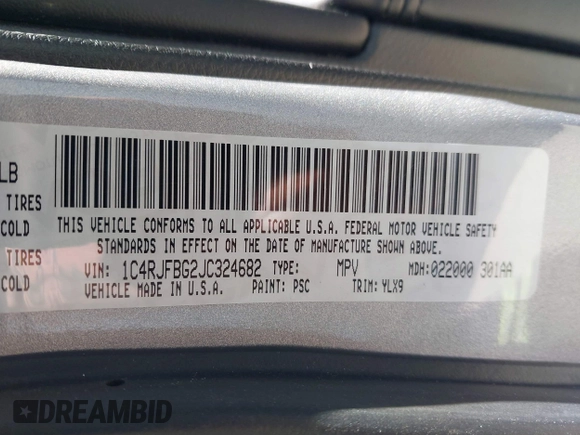 LB
TIRES
COLD
TIRES
COLD
THIS VEHICLE CONFORMS TO ALL APPLICABLE U.S.A. FEDERAL MOTOR VEHICLE SAFETY
STANDARDS IN EFFECT ON THE DATE OF MANUFACTURE SHOWN ABOVE.
VIN: 1C4RJFBG2JC324682 TYPE: MPV MDH:022000 301AA
VEHICLE MADE IN U.S.A. PAINT: PSC TRIM: YLX9
DREAMBID